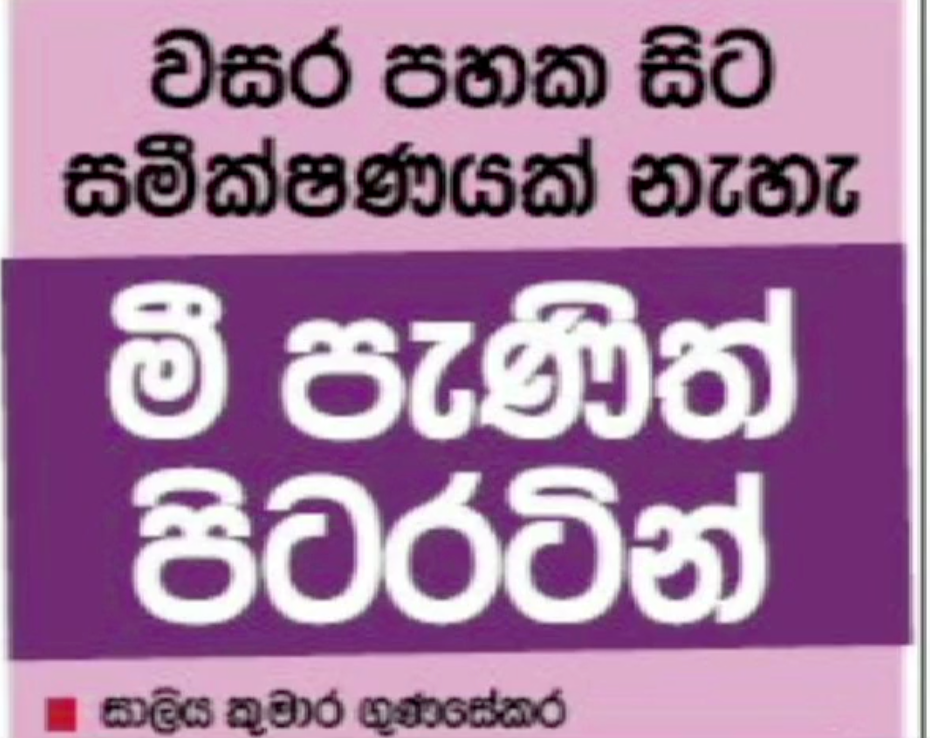 වසර පහක සිට
සමීක්ෂණයක් නැහැ
මී පැණිත්
පිටරටින්
සාලිය කුමාර ගුණසේකර